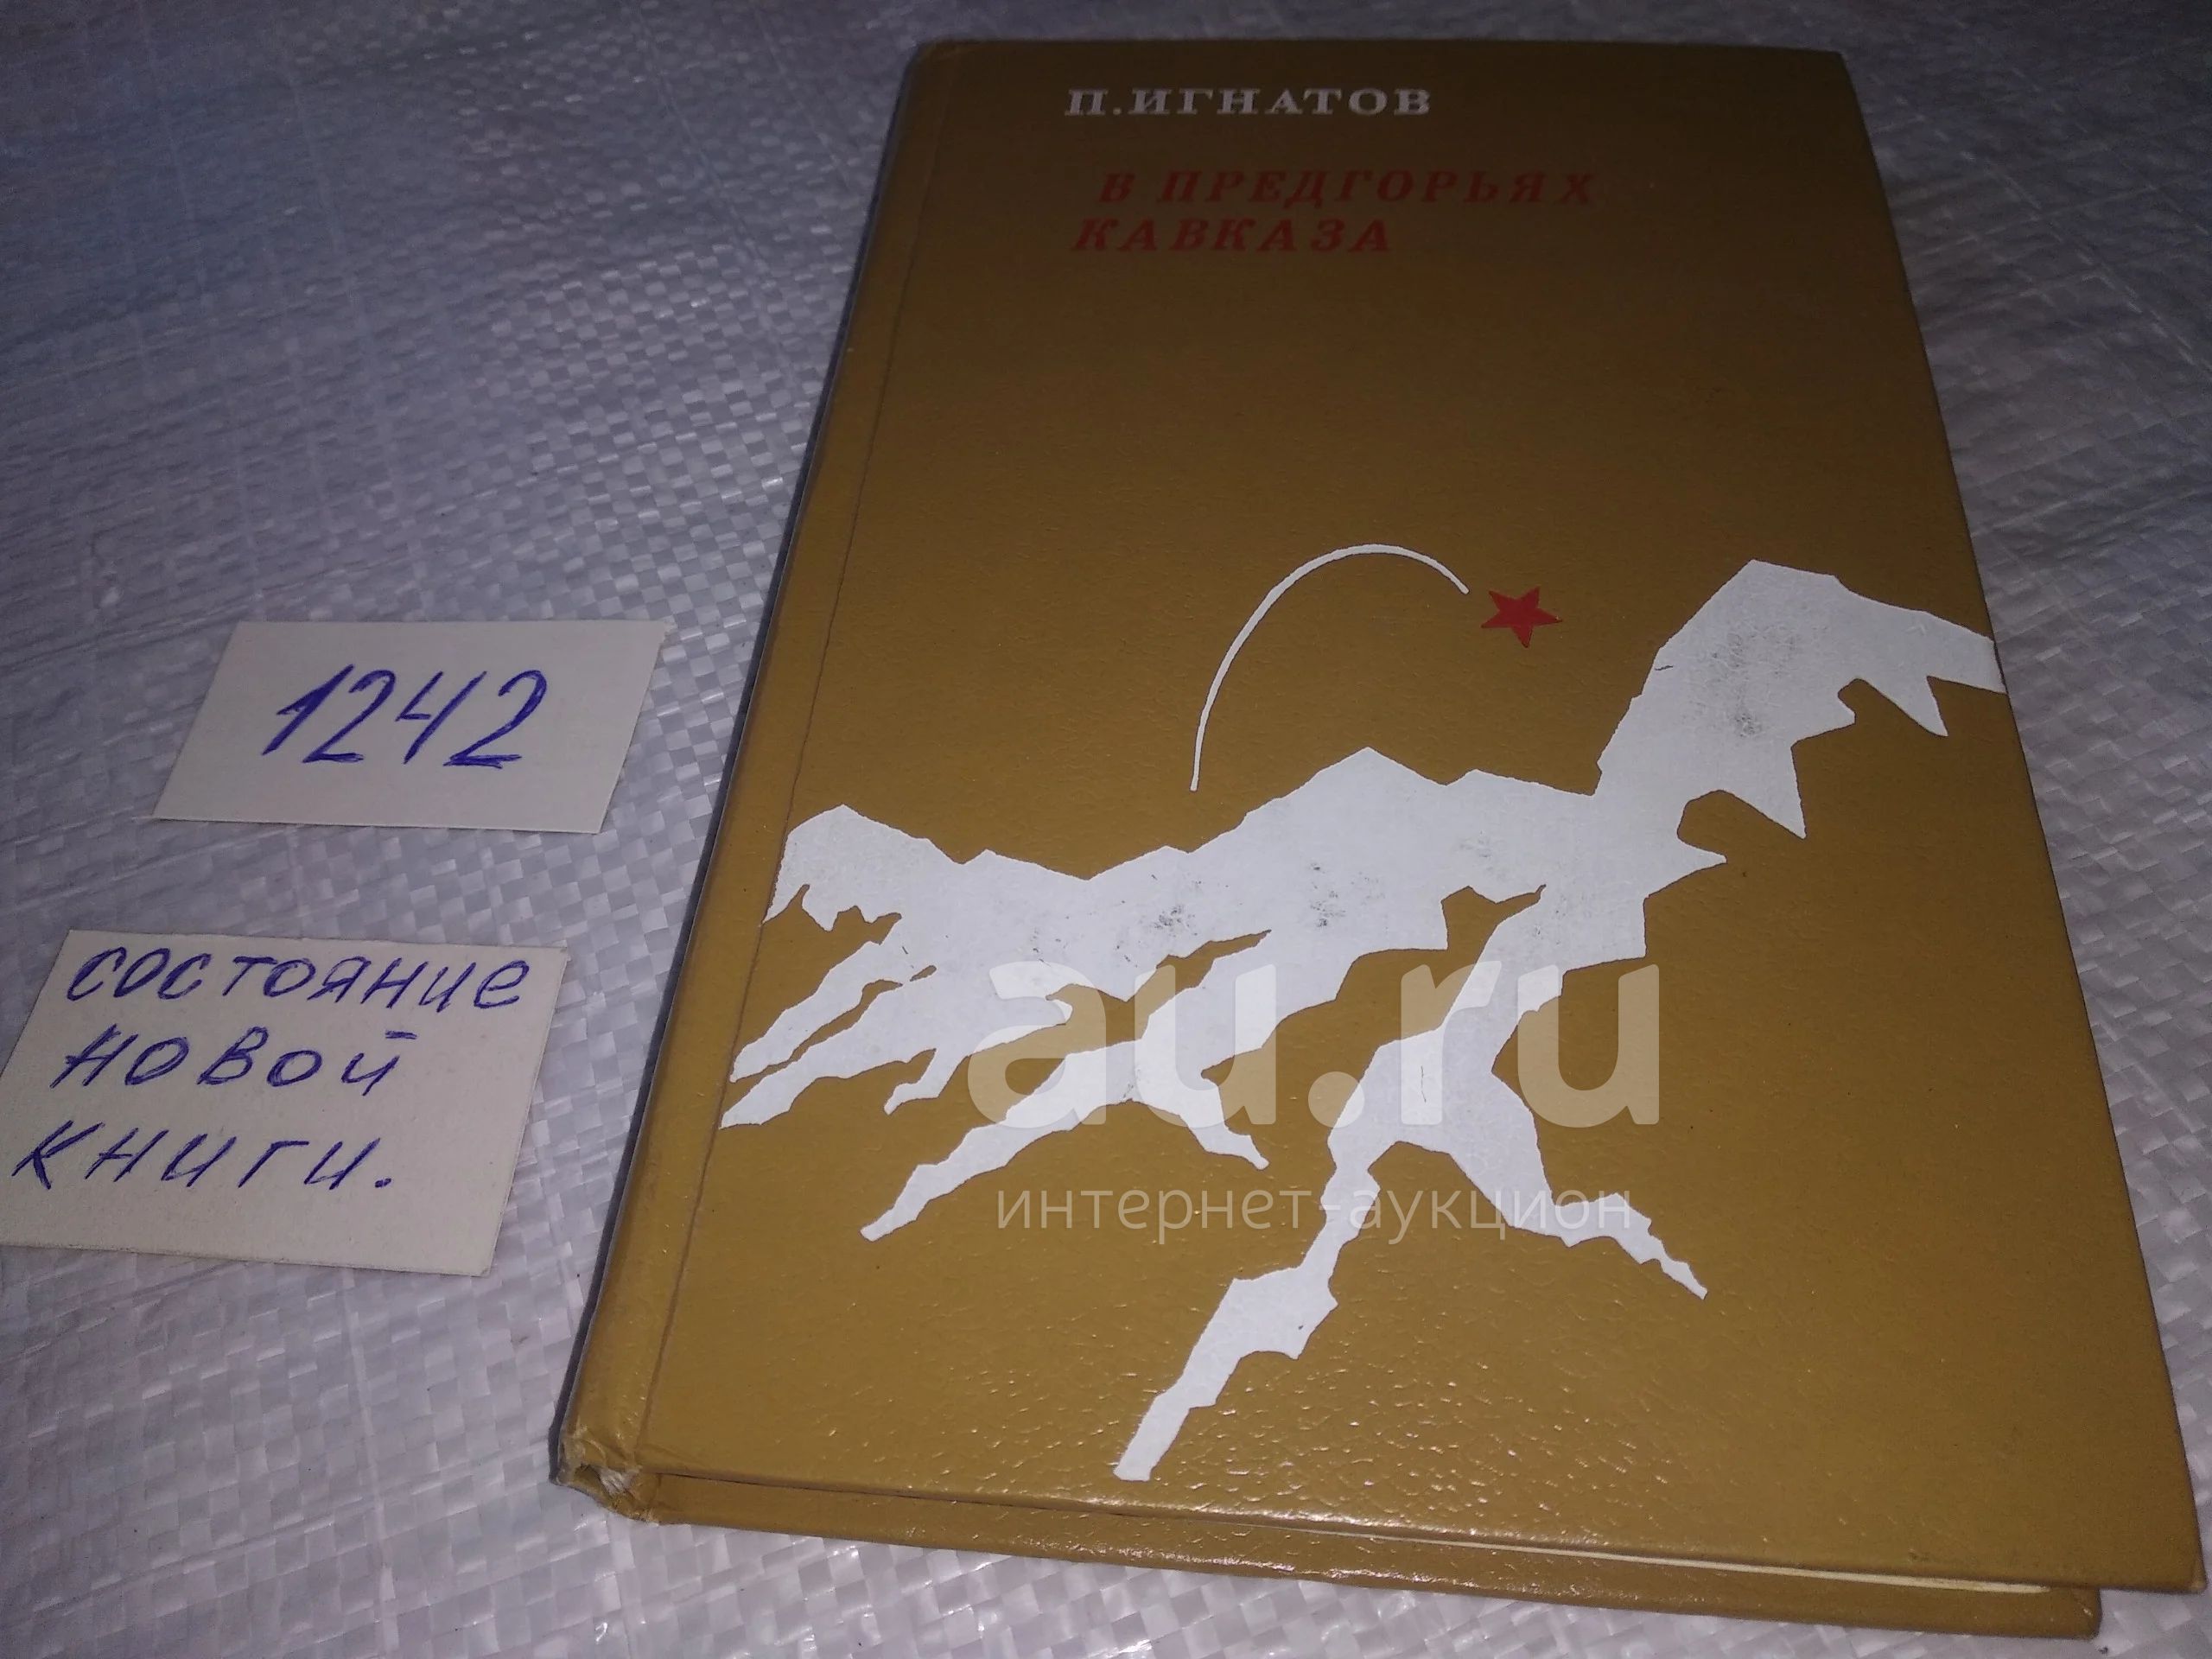 П.ИГНАТОВ
В ПРЕДГОРЬЯХ
КАВКАЗА
1242
состояние
новой
книги.
au.ru
интернет-аукцион